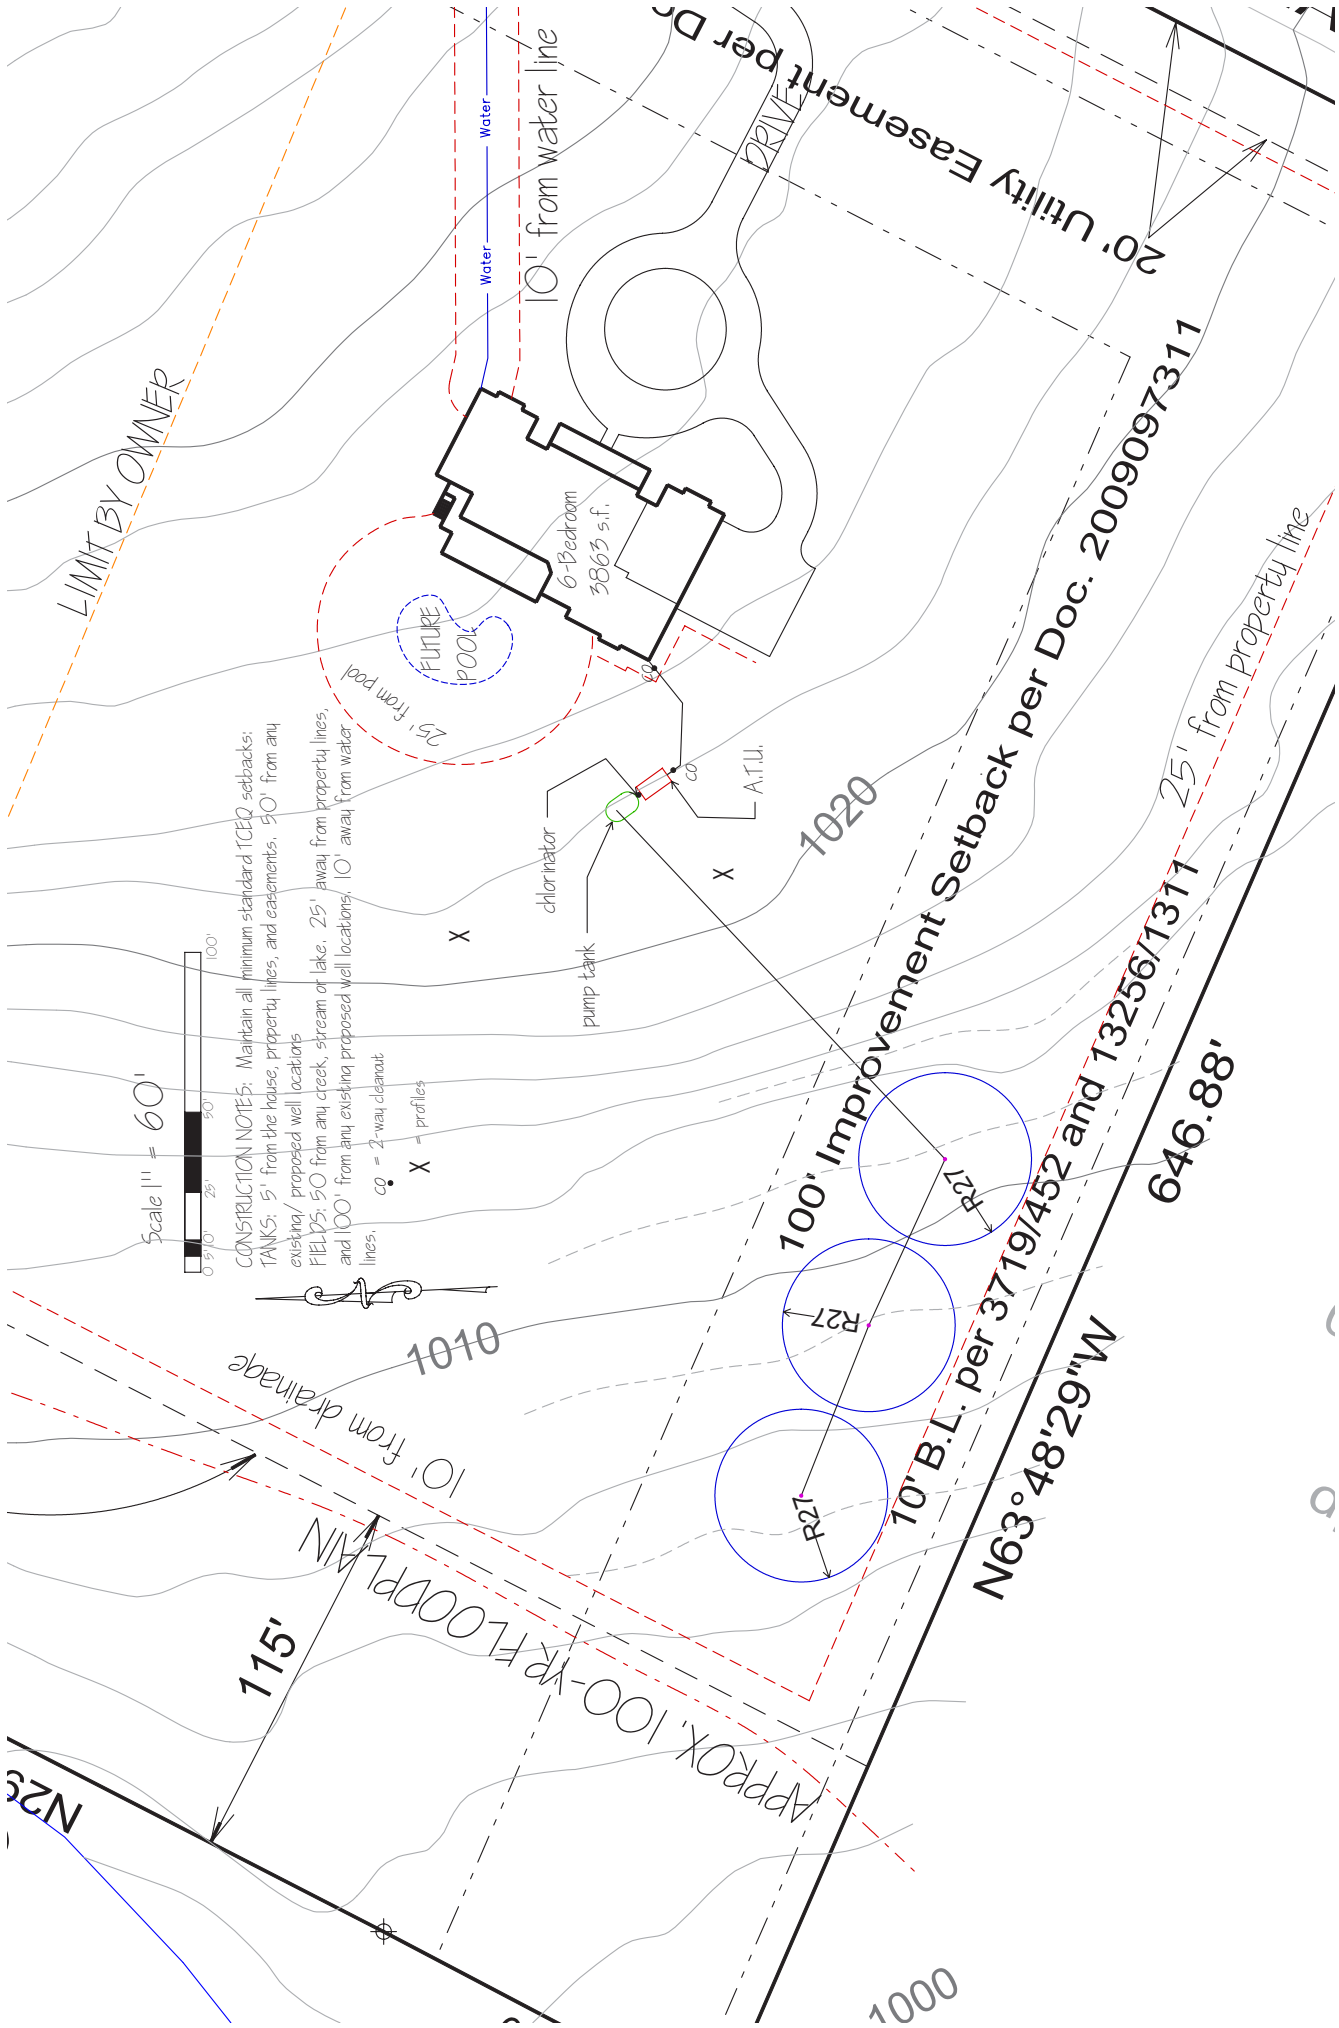 Water
Water
10' from water line
DRIVE
20' Utility Easement per
LIMIT BY OWNER
6-Bedroom
3863 s.f.
FUTURE
POOL
25' from pool
co
co
A.T.U.
chlorinator
pump tank
X
X
1020
100' Improvement Setback per Doc. 2009097311
25' from property line
10' B.L. per 3719/452 and 13256/1311
646.88'
N63°48'29"W
Scale 1" = 60'
0 5' 10' 25' 50' 100'
CONSTRUCTION NOTES: Maintain all minimum standard TCEQ setbacks:
TANKS: 5' from the house, property lines, and easements. 50' from any
existing/ proposed well locations
FIELDS: 50 from any creek, stream or lake. 25' away from property lines,
and 100' from any existing proposed well locations. 10' away from water
lines.
co = 2-way cleanout
X = profiles
N
R27
R27
R27
1010
10' from drainage
APPROX. 100-YR FLOODPLAIN
115'
N29
1000